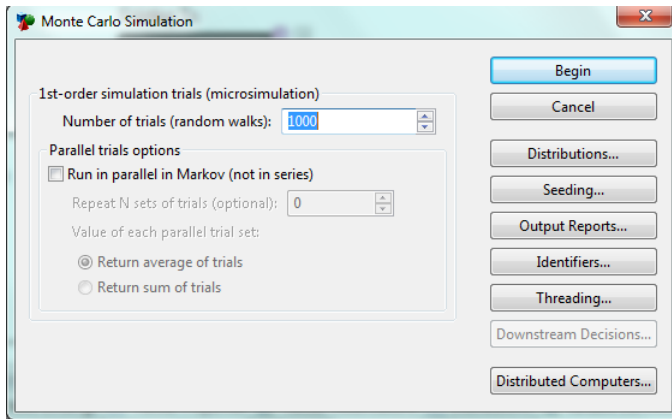 Monte Carlo Simulation
1st-order simulation trials (microsimulation)
Number of trials (random walks): 1000
Parallel trials options
Run in parallel in Markov (not in series)
Repeat N sets of trials (optional): 0
Value of each parallel trial set:
Return average of trials
Return sum of trials
Begin
Cancel
Distributions...
Seeding...
Output Reports...
Identifiers...
Threading...
Downstream Decisions...
Distributed Computers...